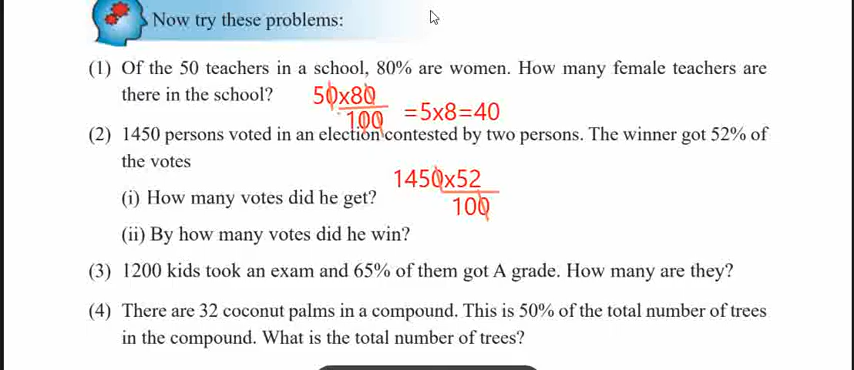 Now try these problems:
(1) Of the 50 teachers in a school, 80% are women. How many female teachers are
there in the school?
50x80
100
=5x8=40
(2) 1450 persons voted in an election contested by two persons. The winner got 52% of
the votes
1450x52
100
(i) How many votes did he get?
(ii) By how many votes did he win?
(3) 1200 kids took an exam and 65% of them got A grade. How many are they?
(4) There are 32 coconut palms in a compound. This is 50% of the total number of trees
in the compound. What is the total number of trees?